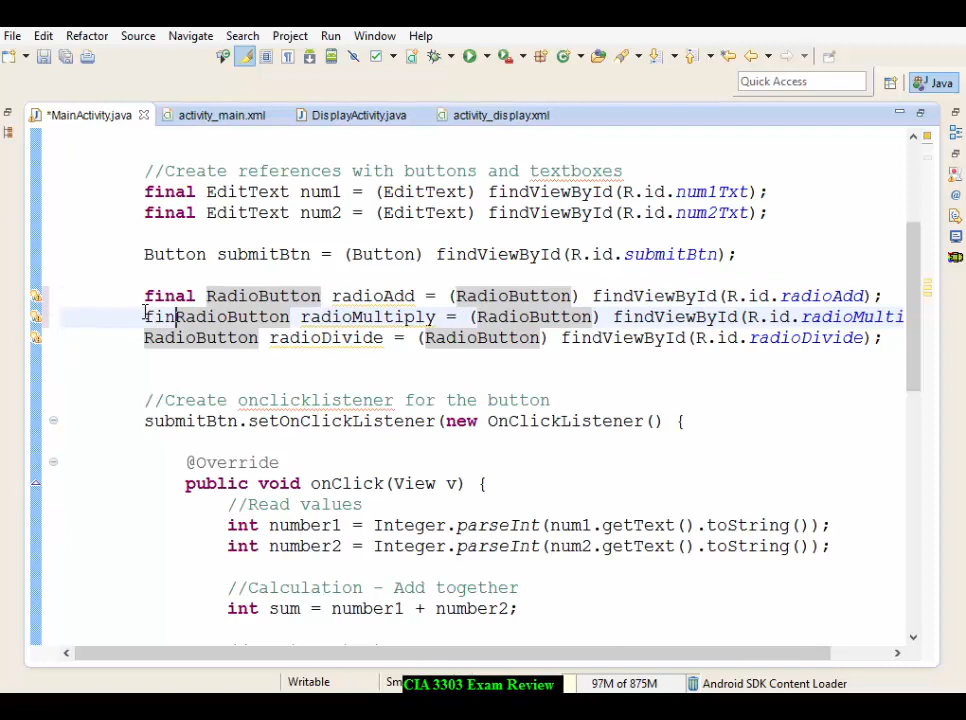 File Edit Refactor Source Navigate Search Project Run Window Help
Quick Access
Java
*MainActivity.java activity_main.xml DisplayActivity.java activity_display.xml
//Create references with buttons and textboxes
final EditText num1 = (EditText) findViewById(R.id.num1Txt);
final EditText num2 = (EditText) findViewById(R.id.num2Txt);
Button submitBtn = (Button) findViewById(R.id.submitBtn);
final RadioButton radioAdd = (RadioButton) findViewById(R.id.radioAdd);
finRadioButton radioMultiply = (RadioButton) findViewById(R.id.radioMulti
RadioButton radioDivide = (RadioButton) findViewById(R.id.radioDivide);
//Create onclicklistener for the button
submitBtn.setOnClickListener(new OnClickListener() {
@Override
public void onClick(View v) {
//Read values
int number1 = Integer.parseInt(num1.getText().toString());
int number2 = Integer.parseInt(num2.getText().toString());
//Calculation - Add together
int sum = number1 + number2;
Writable Sm CIA 3303 Exam Review 97M of 875M Android SDK Content Loader